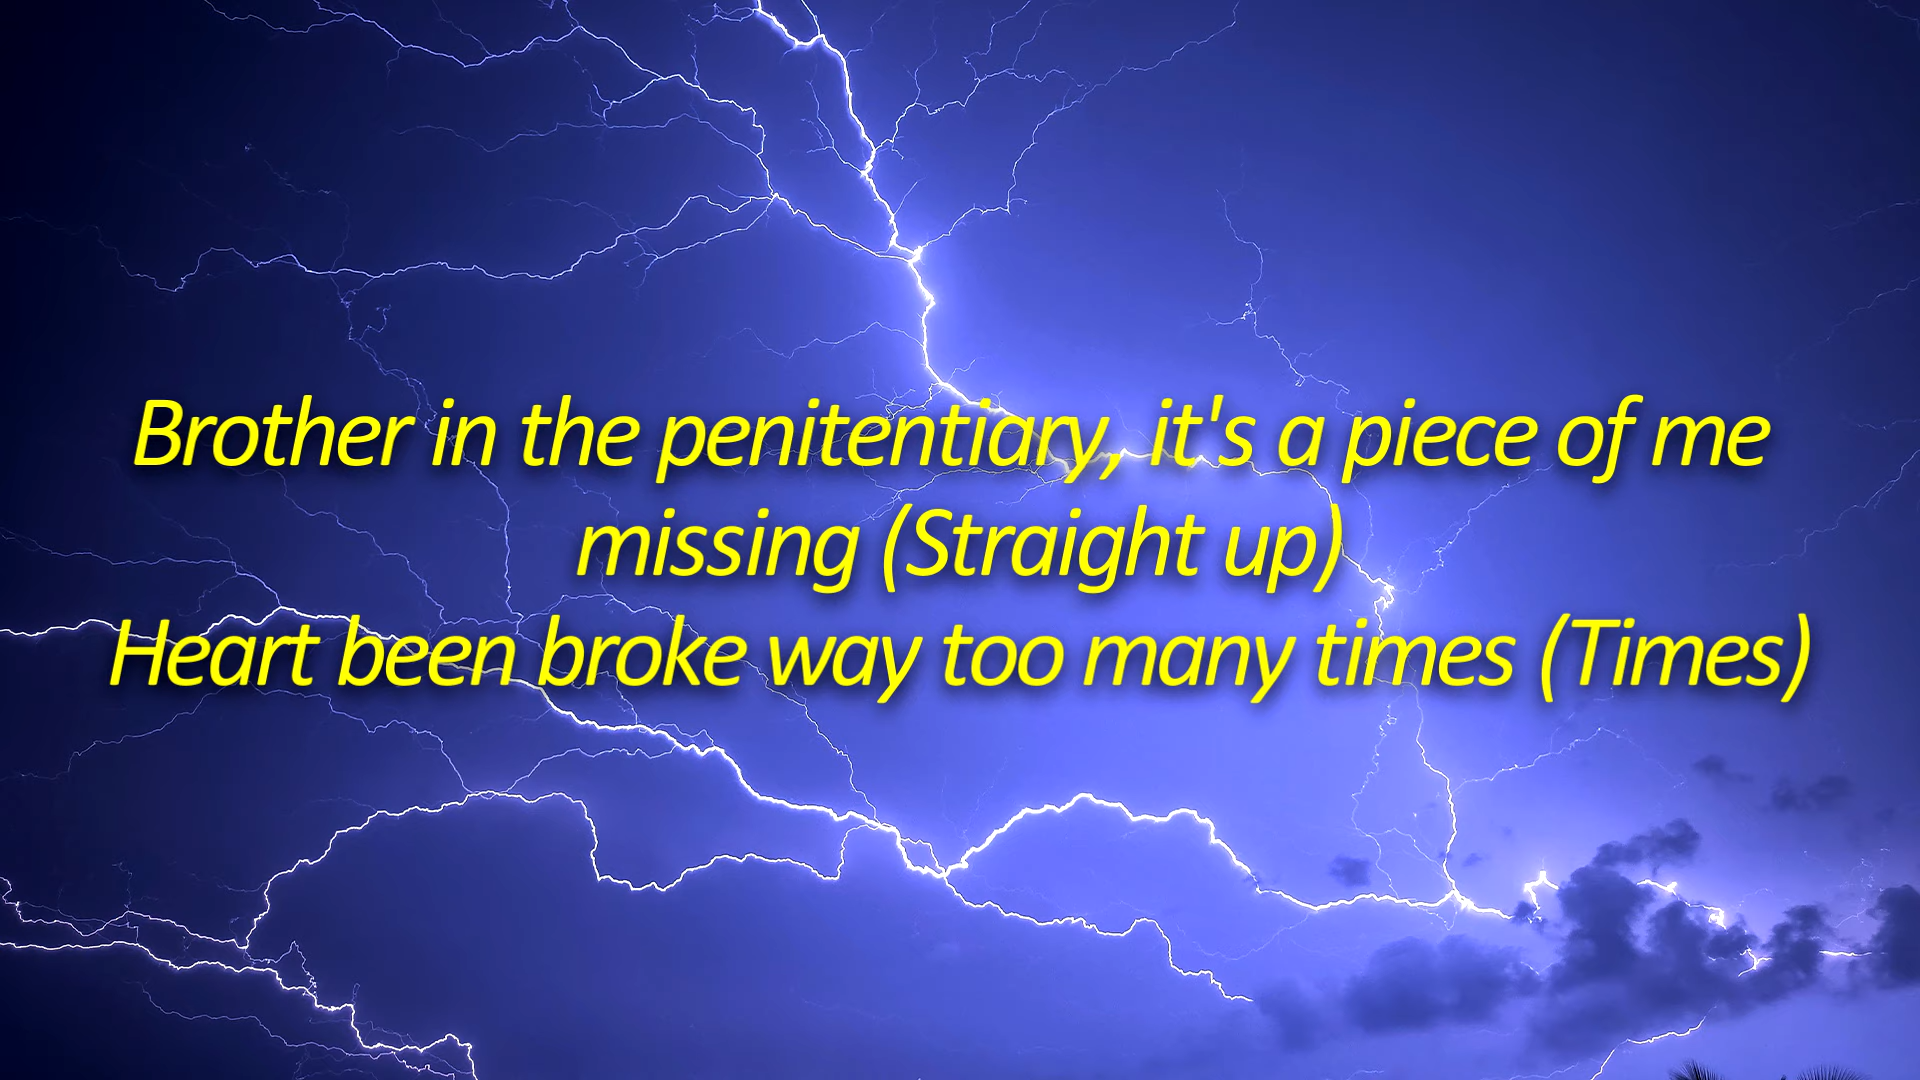 Brother in the penitentiary, it's a piece of me
missing (Straight up)
Heart been broke way too many times (Times)